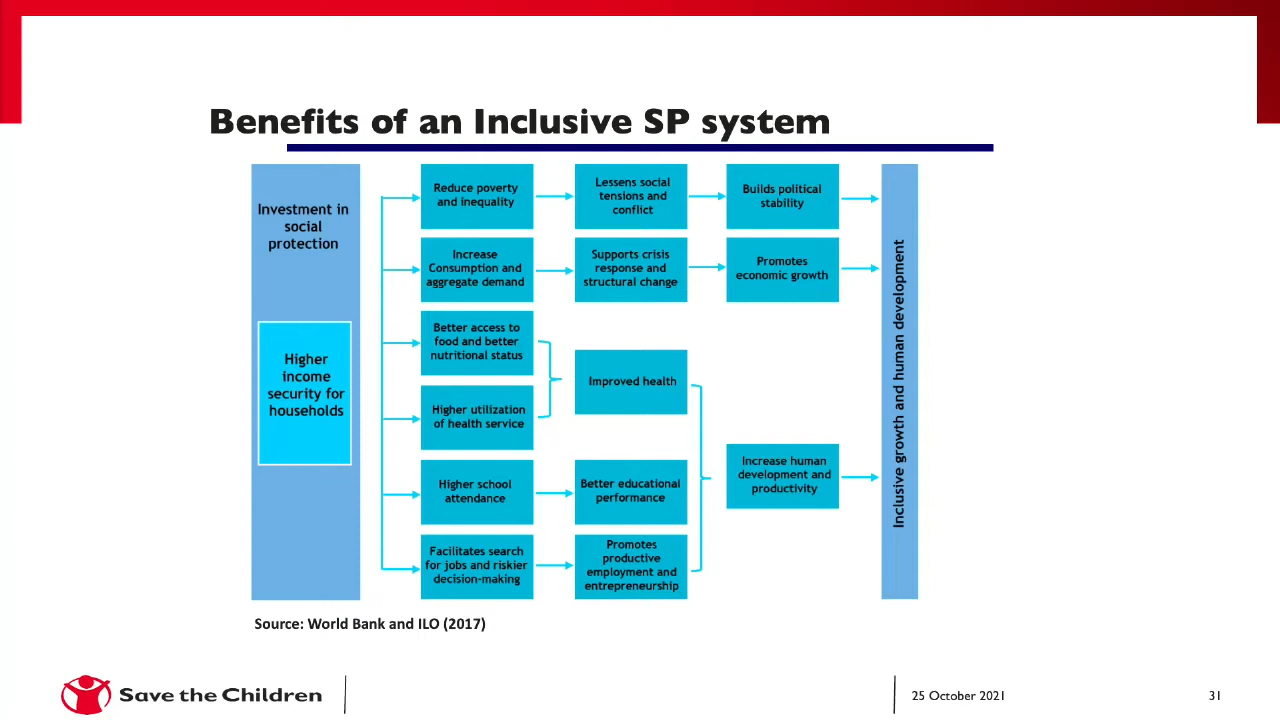 Benefits of an Inclusive SP system
Investment in
social
protection
Higher
income
security for
households
Reduce poverty
and inequality
Lessens social
tensions and
conflict
Builds political
stability
Increase
Consumption and
aggregate demand
Supports crisis
response and
structural change
Promotes
economic growth
Better access to
food and better
nutritional status
Improved health
Higher utilization
of health service
Higher school
attendance
Better educational
performance
Increase human
development and
productivity
Facilitates search
for jobs and riskier
decision-making
Promotes
productive
employment and
entrepreneurship
Inclusive growth and human development
Source: World Bank and ILO (2017)
Save the Children
25 October 2021
31